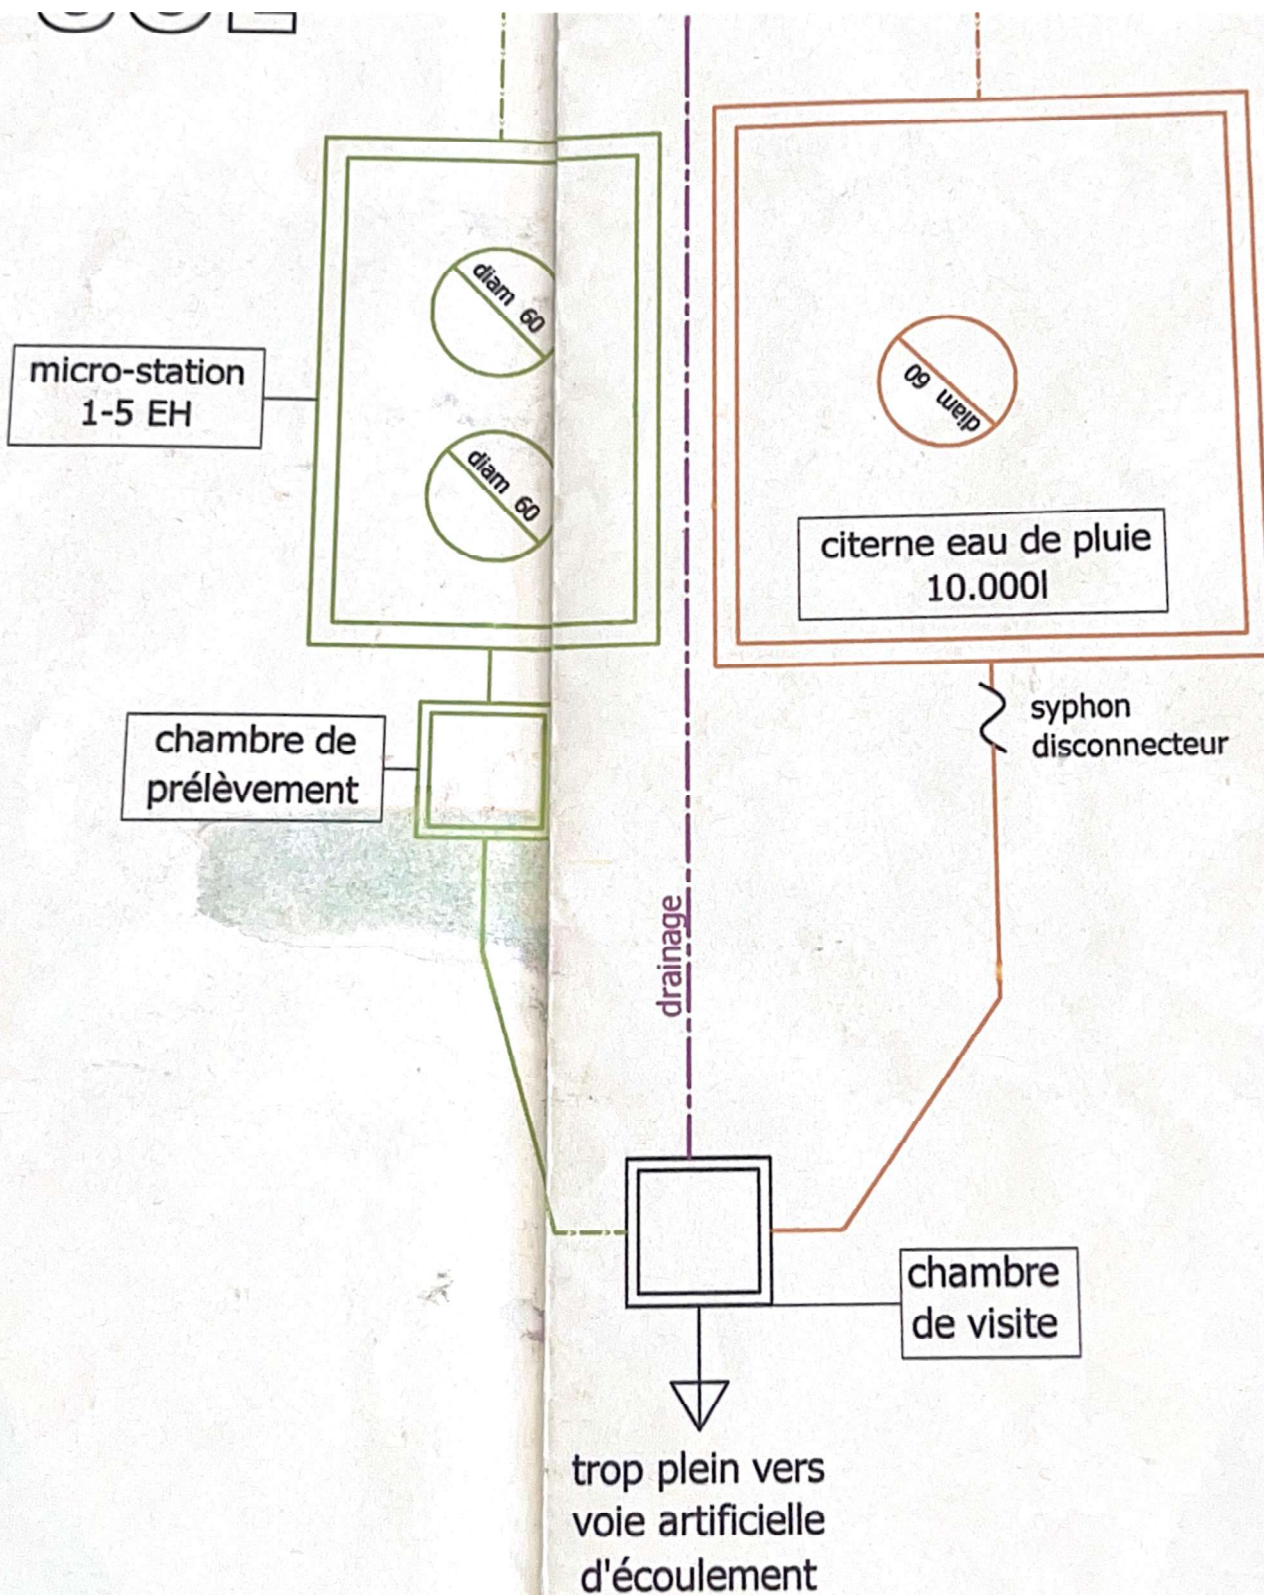 diam 60
micro-station
1-5 EH
diam 60
diam 60
citerne eau de pluie
10.000l
syphon
disconnecteur
chambre de
prélèvement
drainage
chambre
de visite
trop plein vers
voie artificielle
d'écoulement